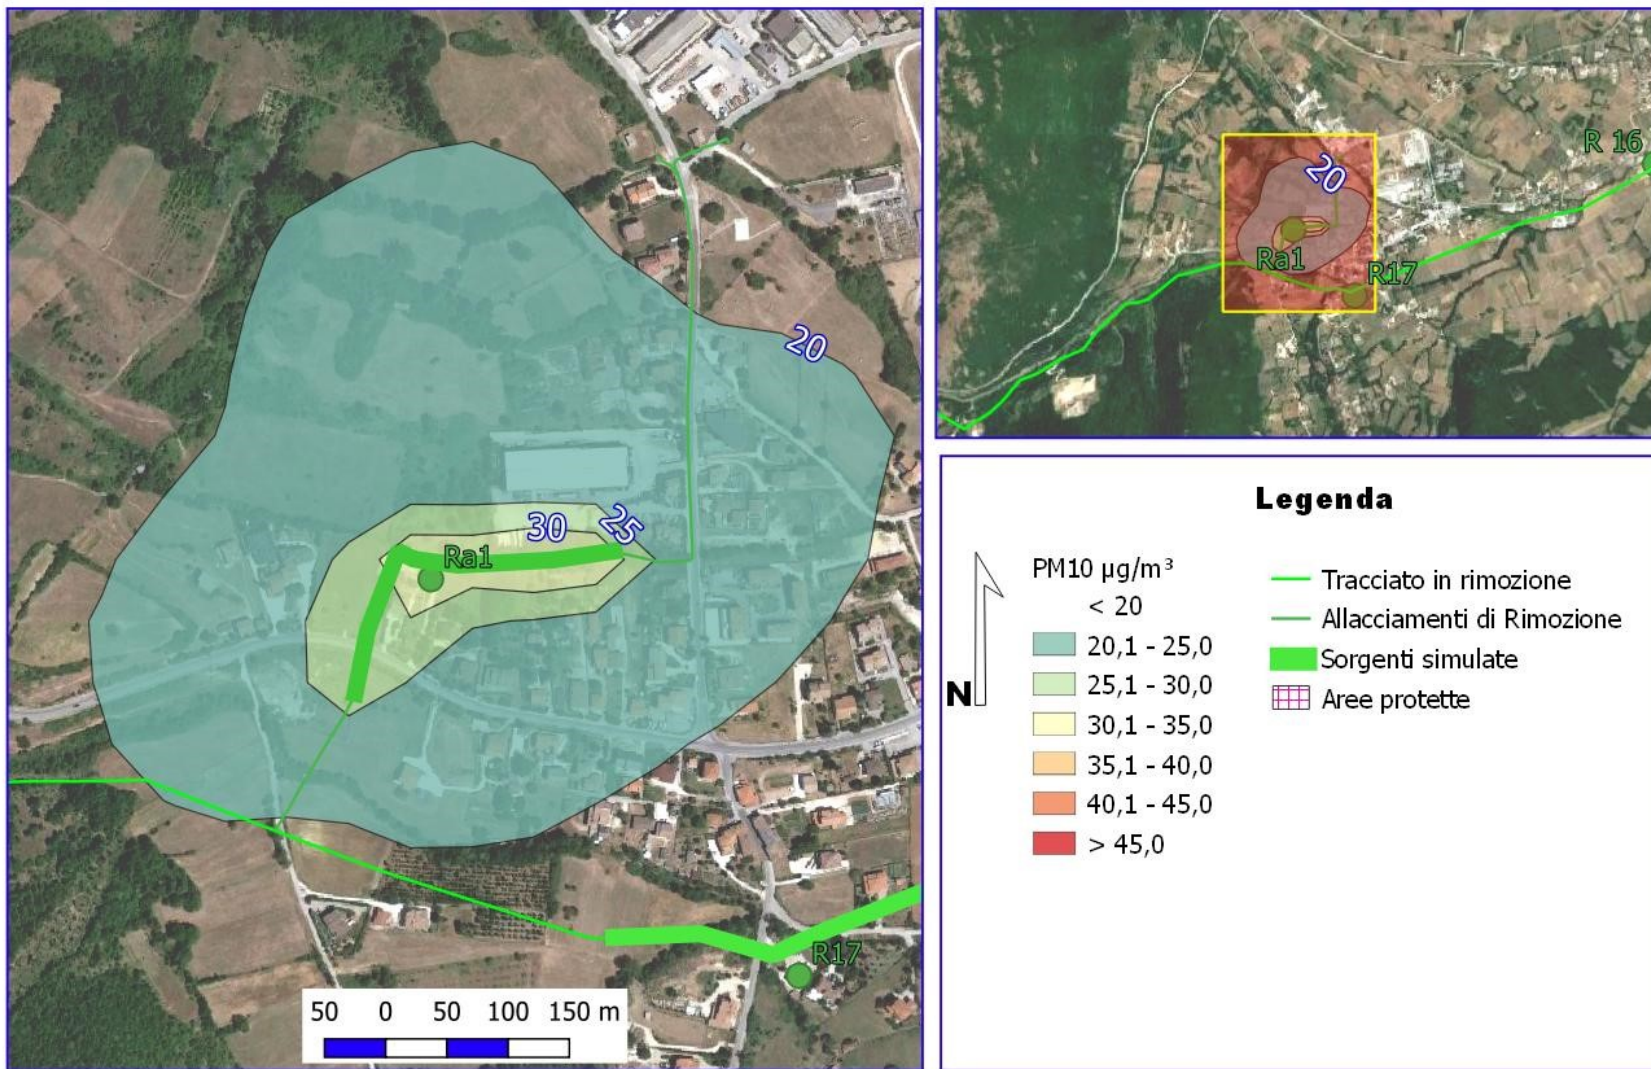 20
30
25
Ra1
R17
50 0 50 100 150 m
20
R 16
Ra1
R17
Legenda
N
PM10 µg/m³
< 20
20,1 - 25,0
25,1 - 30,0
30,1 - 35,0
35,1 - 40,0
40,1 - 45,0
> 45,0
Tracciato in rimozione
Allacciamenti di Rimozione
Sorgenti simulate
Aree protette